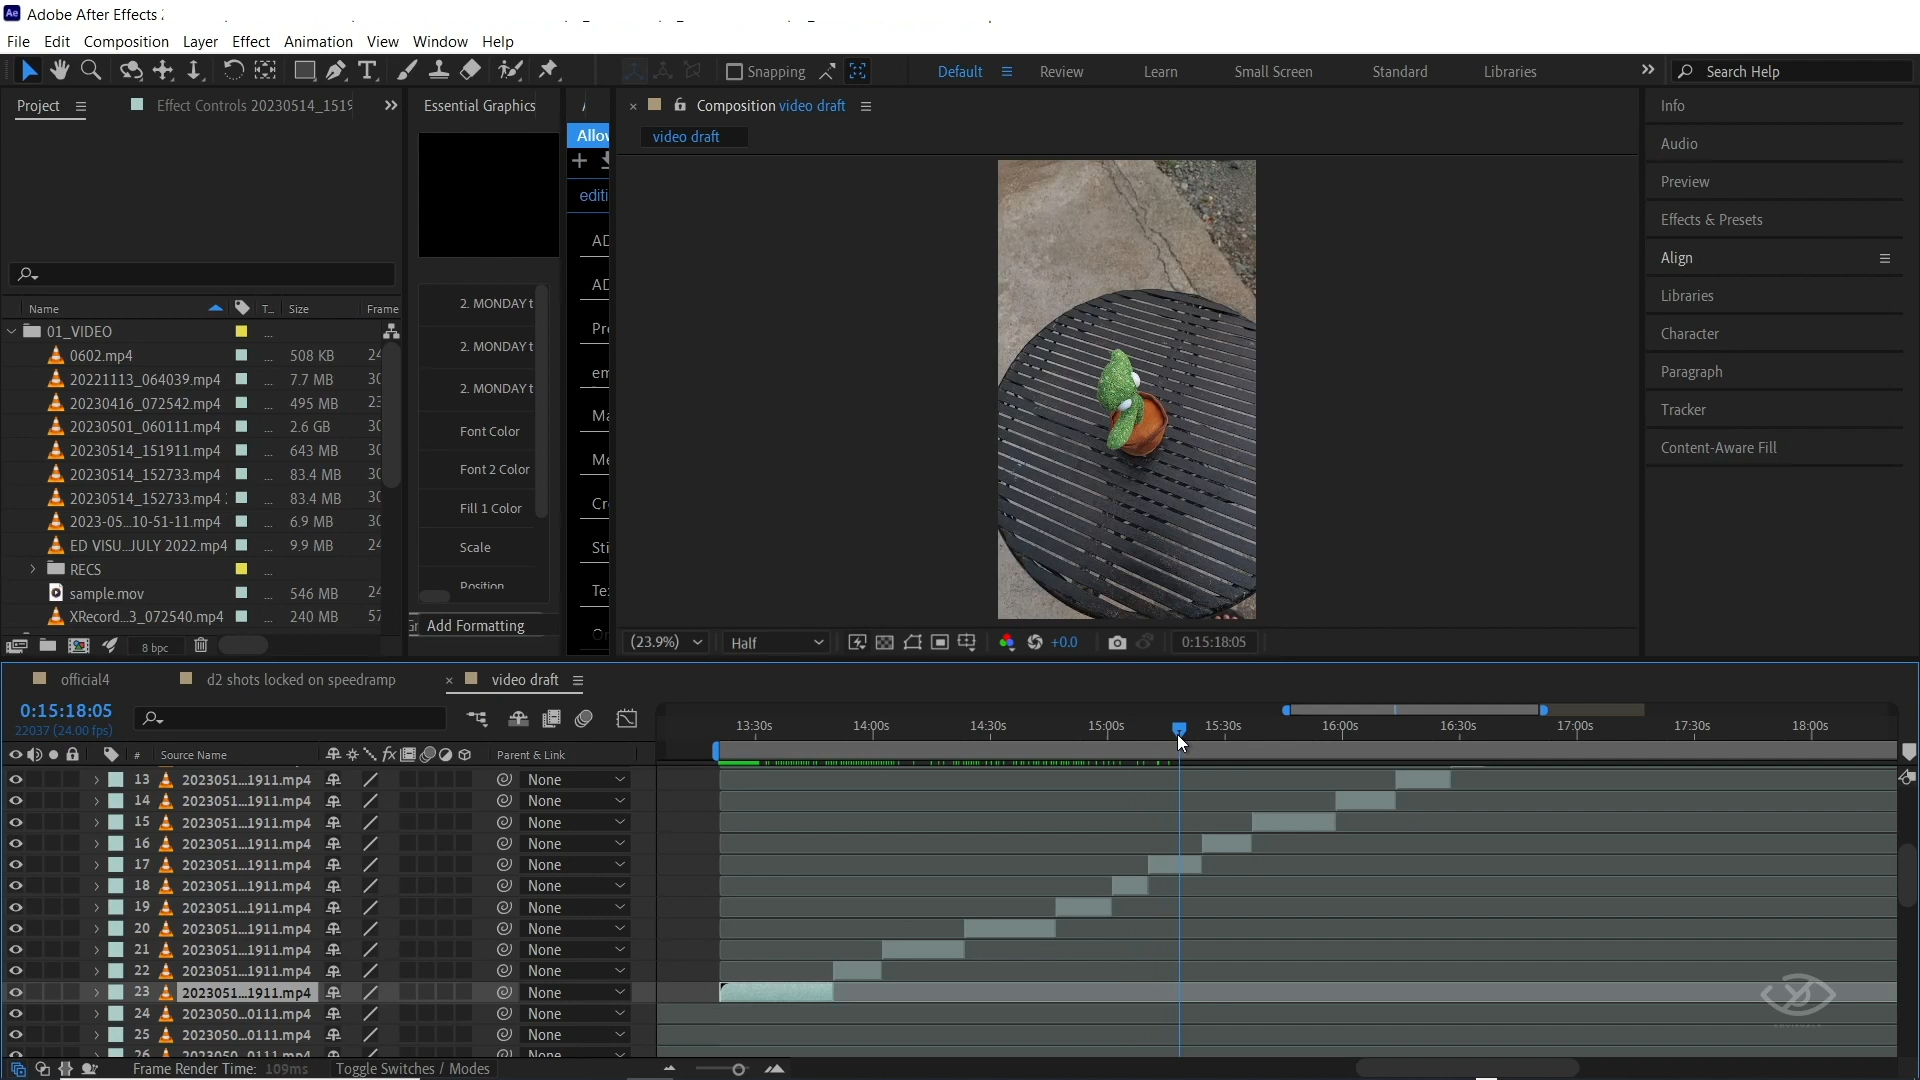 Ae Adobe After Effects
File Edit Composition Layer Effect Animation View Window Help
Snapping Default Review Learn Small Screen Standard Libraries Search Help
Project Effect Controls 20230514_1519
Essential Graphics
Composition video draft
video draft
Allow
editi
AD
AD
Pre
em
Ma
Me
Cre
Sti
Te
2. MONDAY t
2. MONDAY t
2. MONDAY t
Font Color
Font 2 Color
Fill 1 Color
Scale
Position
Add Formatting
Info
Audio
Preview
Effects & Presets
Align
Libraries
Character
Paragraph
Tracker
Content-Aware Fill
Name T... Size Frame
01_VIDEO ...
0602.mp4 ... 508 KB 24
20221113_064039.mp4 ... 7.7 MB 30
20230416_072542.mp4 ... 495 MB 23
20230501_060111.mp4 ... 2.6 GB 30
20230514_151911.mp4 ... 643 MB 30
20230514_152733.mp4 ... 83.4 MB 30
20230514_152733.mp4 ... 83.4 MB 30
2023-05...10-51-11.mp4 ... 6.9 MB 30
ED VISU...JULY 2022.mp4 ... 9.9 MB 24
RECS ...
sample.mov ... 546 MB 24
XRecord...3_072540.mp4 ... 240 MB 57
8 bpc
(23.9%) Half +0.0 0:15:18:05
official4 d2 shots locked on speedramp video draft
0:15:18:05
22037 (24.00 fps)
13:30s 14:00s 14:30s 15:00s 15:30s 16:00s 16:30s 17:00s 17:30s 18:00s
# Source Name fx Parent & Link
13 2023051...1911.mp4 None
14 2023051...1911.mp4 None
15 2023051...1911.mp4 None
16 2023051...1911.mp4 None
17 2023051...1911.mp4 None
18 2023051...1911.mp4 None
19 2023051...1911.mp4 None
20 2023051...1911.mp4 None
21 2023051...1911.mp4 None
22 2023051...1911.mp4 None
23 2023051...1911.mp4 None
24 2023050...0111.mp4 None
25 2023050...0111.mp4 None
26 2023050...0111.mp4 None
Frame Render Time: 109ms Toggle Switches / Modes